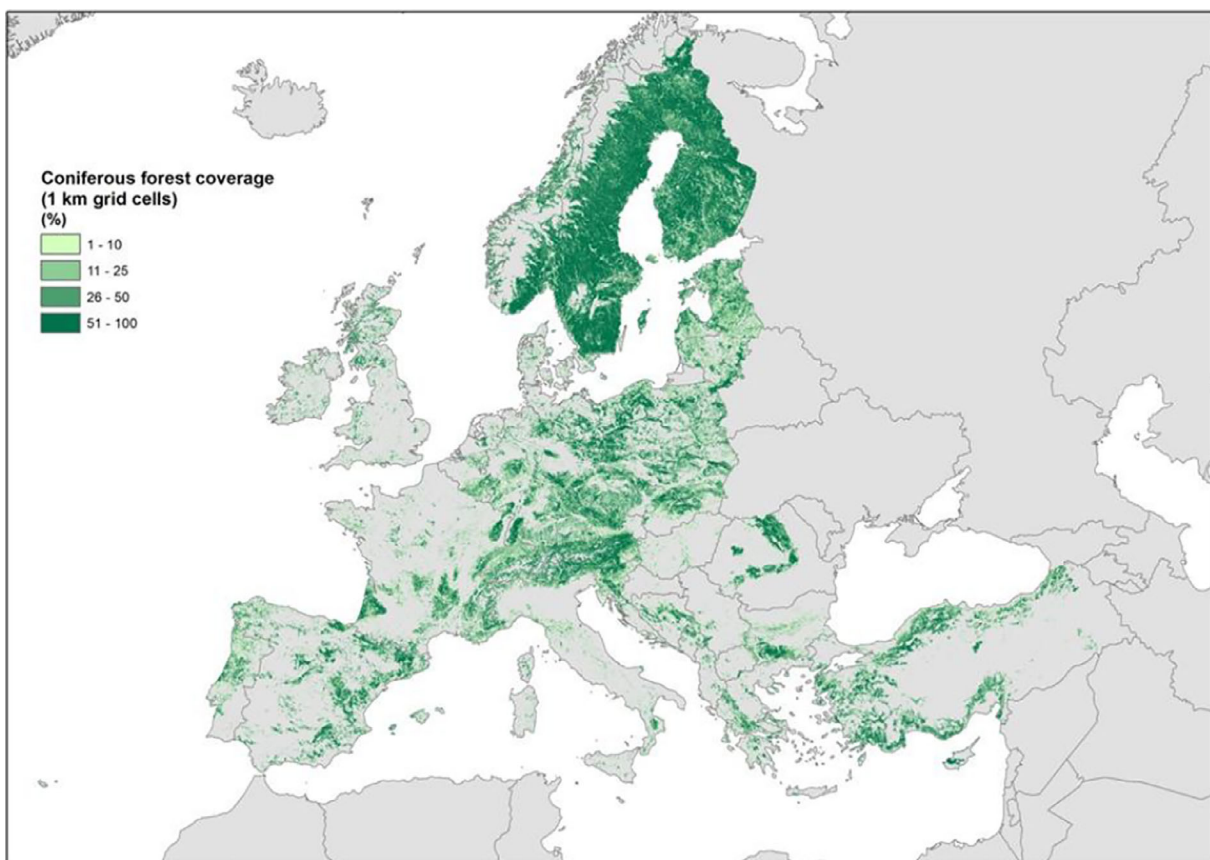 Coniferous forest coverage
(1 km grid cells)
(%)
1 - 10
11 - 25
26 - 50
51 - 100